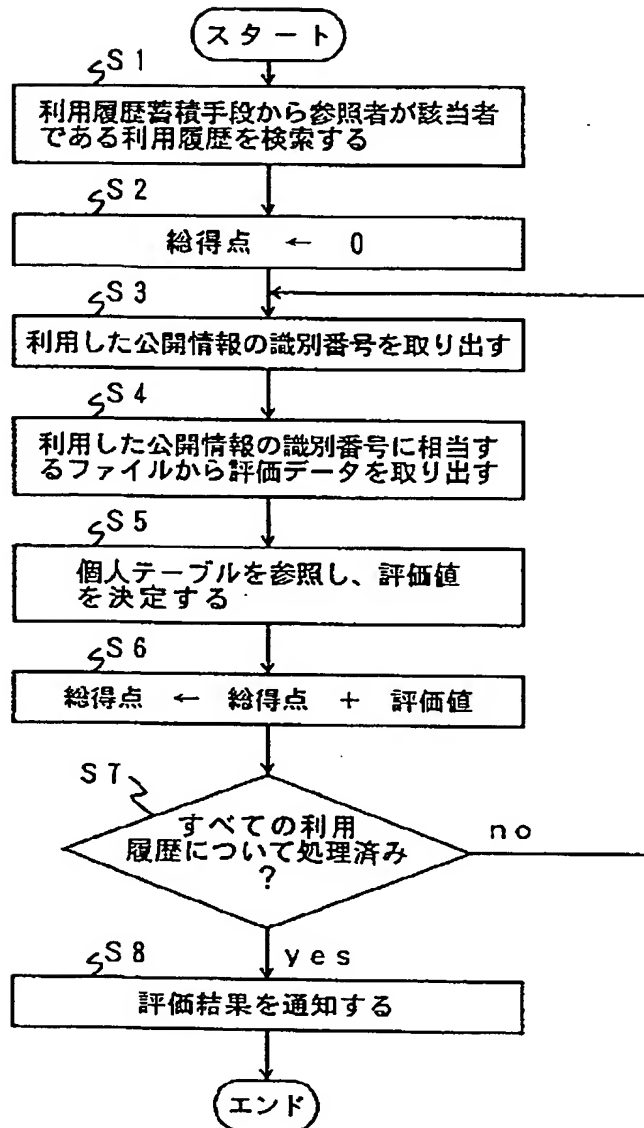 スタート
S1
利用履歴蓄積手段から参照者が該当者
である利用履歴を検索する
S2
総得点 ← 0
S3
利用した公開情報の識別番号を取り出す
S4
利用した公開情報の識別番号に相当す
るファイルから評価データを取り出す
S5
個人テーブルを参照し、評価値
を決定する
S6
総得点 ← 総得点 + 評価値
S7
すべての利用
履歴について処理済み
?
no
yes
S8
評価結果を通知する
エンド